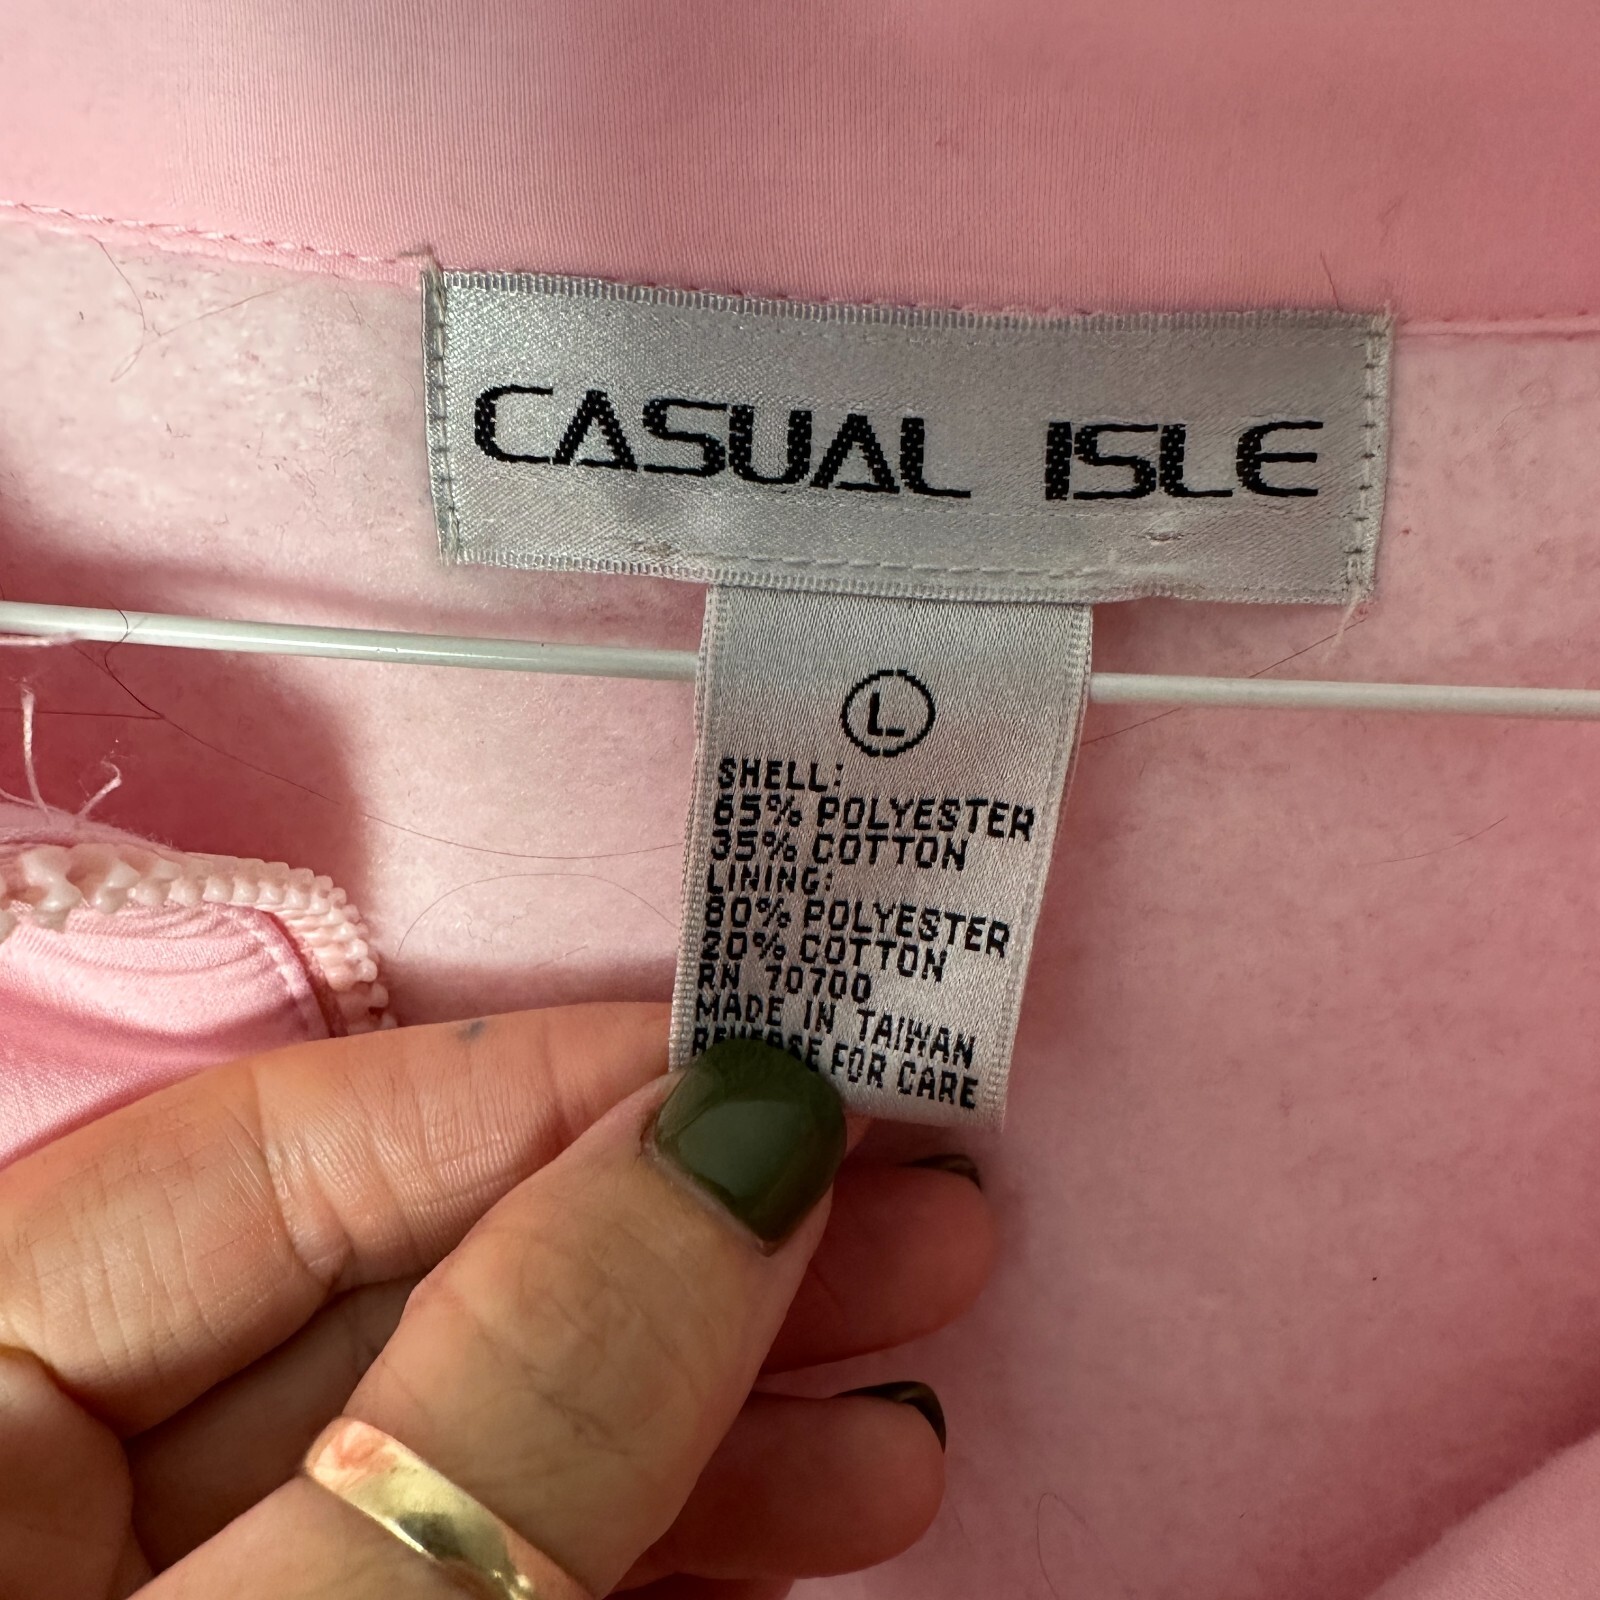 CASUAL ISLE
L
SHELL:
65% POLYESTER
35% COTTON
LINING:
80% POLYESTER
20% COTTON
RN 70700
MADE IN TAIWAN
REVERSE FOR CARE